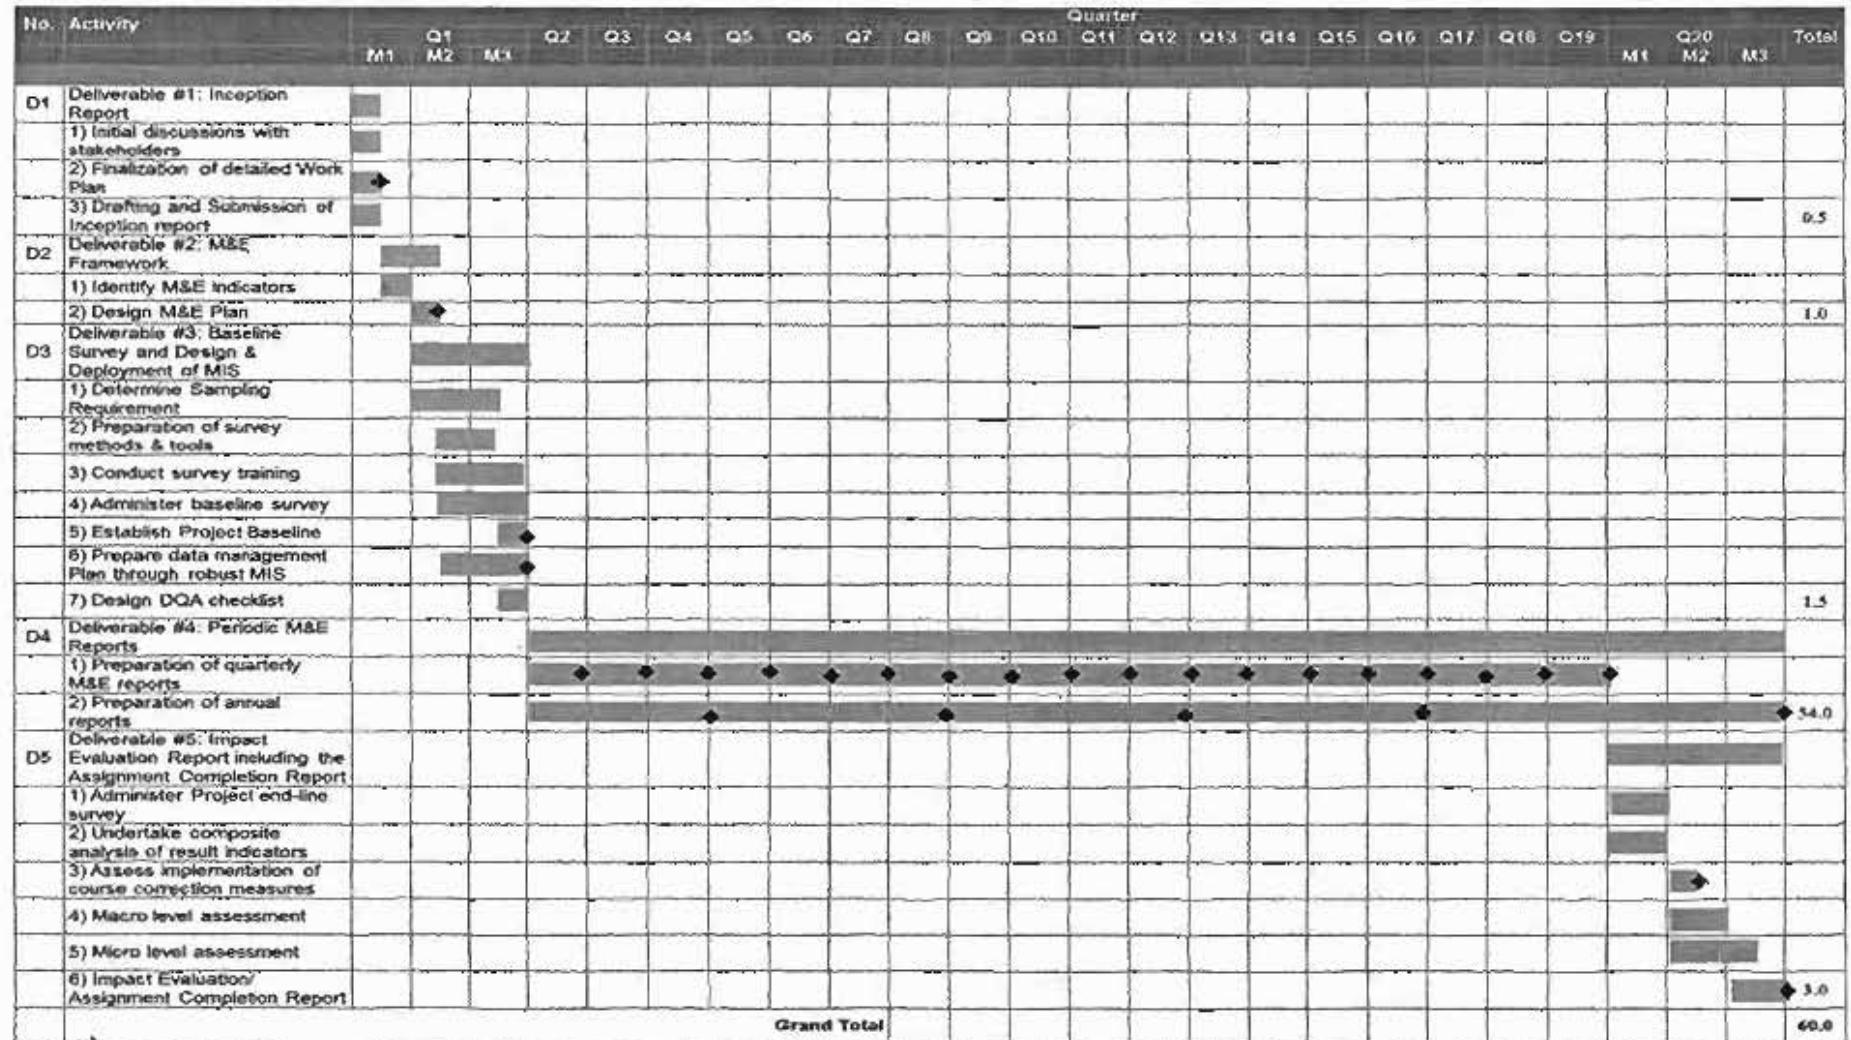 Quarter
No. Activity Q1 Q2 Q3 Q4 Q5 Q6 Q7 Q8 Q9 Q10 Q11 Q12 Q13 Q14 Q15 Q16 Q17 Q18 Q19 Q20 Total
M1 M2 M3 M1 M2 M3
D1 Deliverable #1: Inception
Report
1) Initial discussions with
stakeholders
2) Finalization of detailed Work
Plan
3) Drafting and Submission of
Inception report 0.5
D2 Deliverable #2: M&E
Framework
1) Identify M&E Indicators
2) Design M&E Plan 1.0
Deliverable #3: Baseline
D3 Survey and Design &
Deployment of MIS
1) Determine Sampling
Requirement
2) Preparation of survey
methods & tools
3) Conduct survey training
4) Administer baseline survey
5) Establish Project Baseline
6) Prepare data management
Plan through robust MIS
7) Design DQA checklist 1.5
D4 Deliverable #4: Periodic M&E
Reports
1) Preparation of quarterly
M&E reports
2) Preparation of annual
reports 54.0
Deliverable #5: Impact
D5 Evaluation Report including the
Assignment Completion Report
1) Administer Project end-line
survey
2) Undertake composite
analysis of result indicators
3) Assess implementation of
course correction measures
4) Macro level assessment
5) Micro level assessment
6) Impact Evaluation/
Assignment Completion Report 3.0
Grand Total 60.0